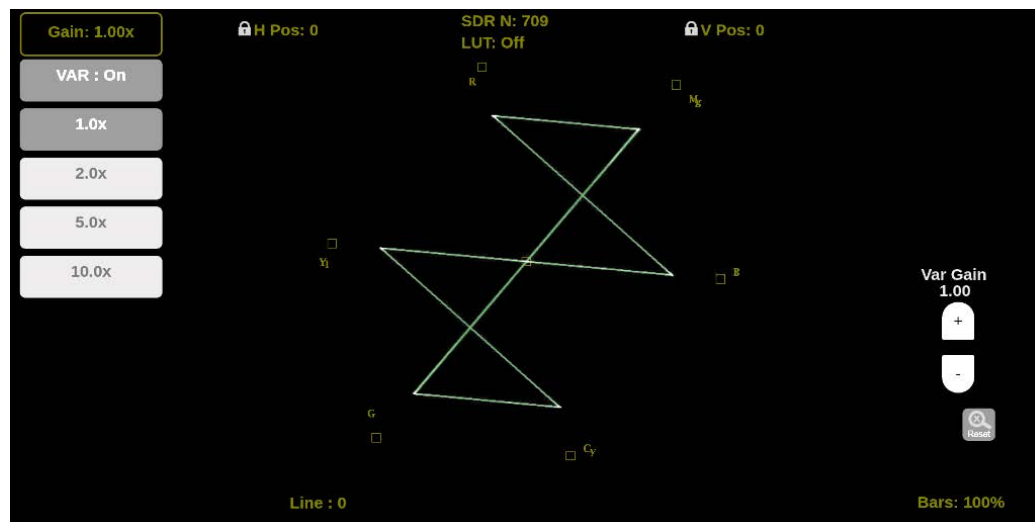 Gain: 1.00x
H Pos: 0
SDR N: 709
LUT: Off
V Pos: 0
VAR : On
1.0x
2.0x
5.0x
10.0x
R
Mg
Yl
B
G
Cy
Var Gain
1.00
+
-
Reset
Line : 0
Bars: 100%